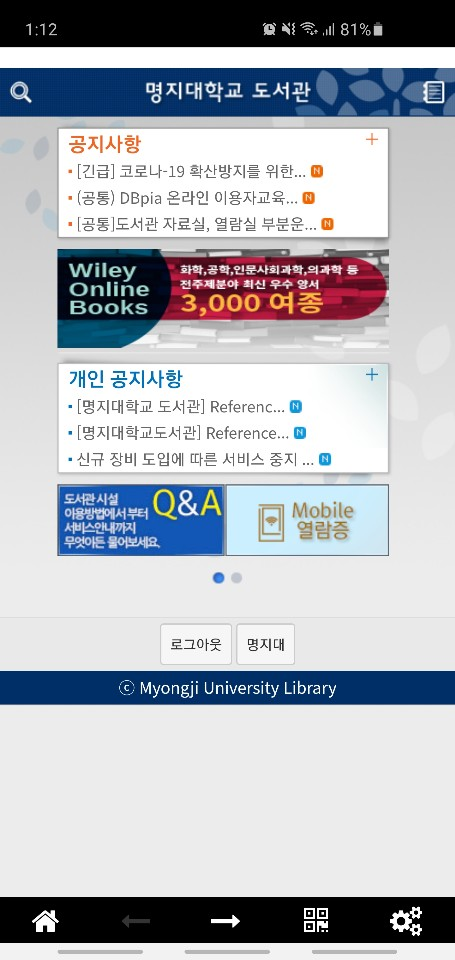 1:12
81%
명지대학교 도서관
공지사항
[긴급] 코로나-19 확산방지를 위한... N
(공통) DBpia 온라인 이용자교육... N
[공통]도서관 자료실, 열람실 부분운... N
Wiley
Online
Books
화학,공학,인문사회과학,의과학 등
전주제분야 최신 우수 양서
3,000 여종
개인 공지사항
[명지대학교 도서관] Referenc... N
[명지대학교도서관] Reference... N
신규 장비 도입에 따른 서비스 중지 ... N
도서관 시설
이용방법에서 부터
서비스안내까지
무엇이든 물어보세요.
Q&A
Mobile
열람증
로그아웃
명지대
ⓒ Myongji University Library